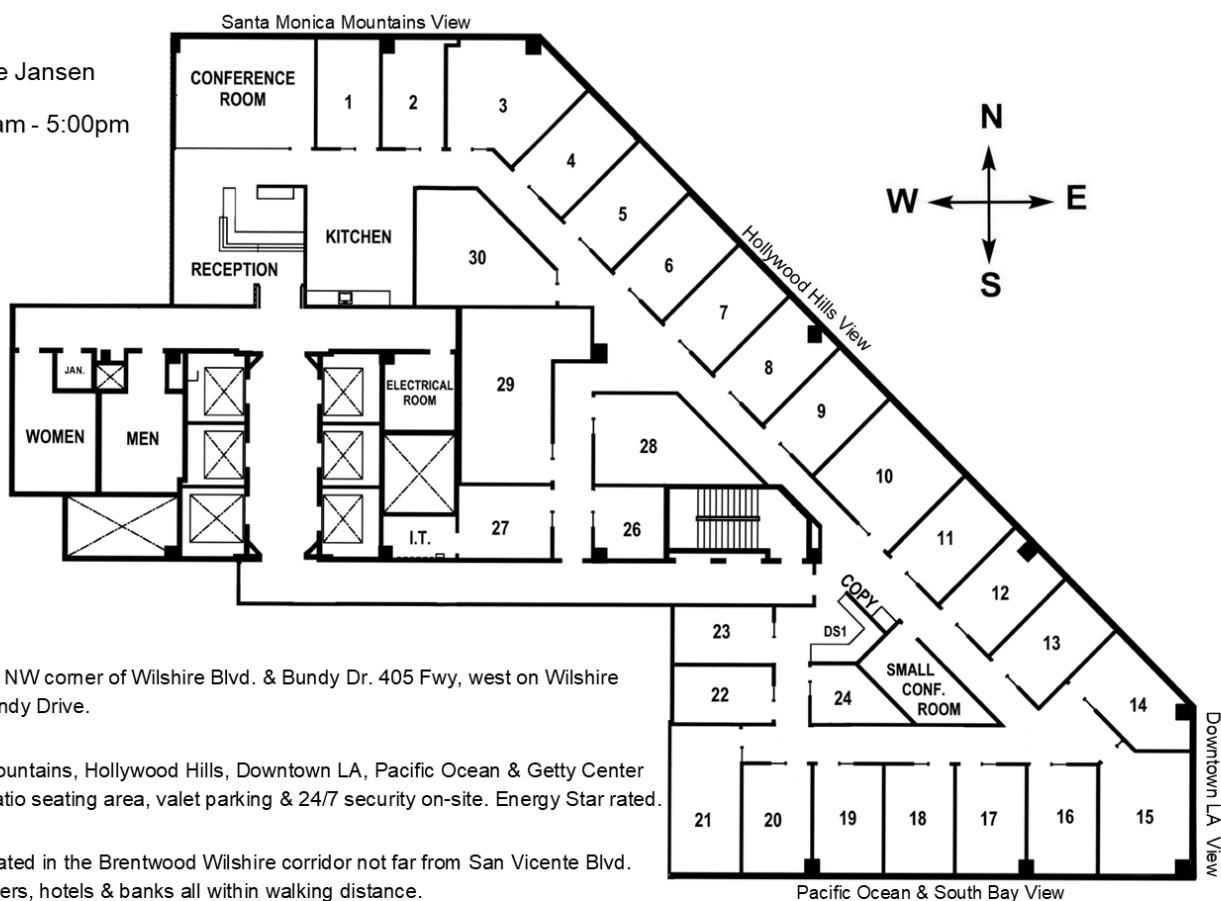 Santa Monica Mountains View
e Jansen
am - 5:00pm
CONFERENCE
ROOM
1
2
3
4
5
6
7
8
9
10
11
12
13
14
15
16
17
18
19
20
21
22
23
24
26
27
28
29
30
N
W
E
S
Hollywood Hills View
KITCHEN
RECEPTION
JAN.
WOMEN
MEN
ELECTRICAL
ROOM
I.T.
COPY
DS1
SMALL
CONF.
ROOM
Downtown LA View
Pacific Ocean & South Bay View
NW corner of Wilshire Blvd. & Bundy Dr. 405 Fwy, west on Wilshire
ndy Drive.
ountains, Hollywood Hills, Downtown LA, Pacific Ocean & Getty Center
atio seating area, valet parking & 24/7 security on-site. Energy Star rated.
ated in the Brentwood Wilshire corridor not far from San Vicente Blvd.
ers, hotels & banks all within walking distance.